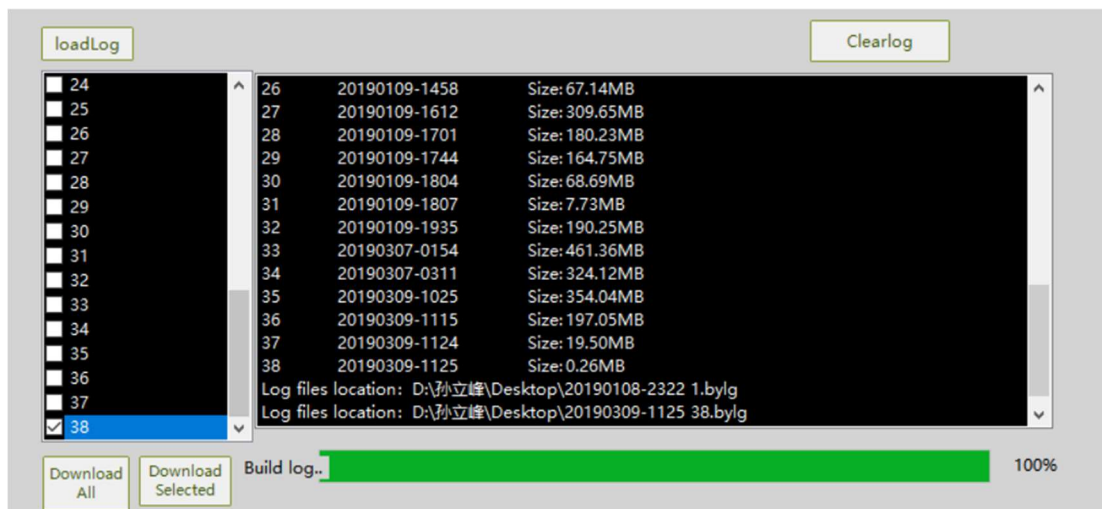 loadLog
Clearlog
24
25
26
27
28
29
30
31
32
33
34
35
36
37
38
26 20190109-1458 Size:67.14MB
27 20190109-1612 Size:309.65MB
28 20190109-1701 Size:180.23MB
29 20190109-1744 Size:164.75MB
30 20190109-1804 Size:68.69MB
31 20190109-1807 Size:7.73MB
32 20190109-1935 Size:190.25MB
33 20190307-0154 Size:461.36MB
34 20190307-0311 Size:324.12MB
35 20190309-1025 Size:354.04MB
36 20190309-1115 Size:197.05MB
37 20190309-1124 Size:19.50MB
38 20190309-1125 Size:0.26MB
Log files location：D:\孙立峰\Desktop\20190108-2322 1.bylg
Log files location：D:\孙立峰\Desktop\20190309-1125 38.bylg
Download
All
Download
Selected
Build log..
100%